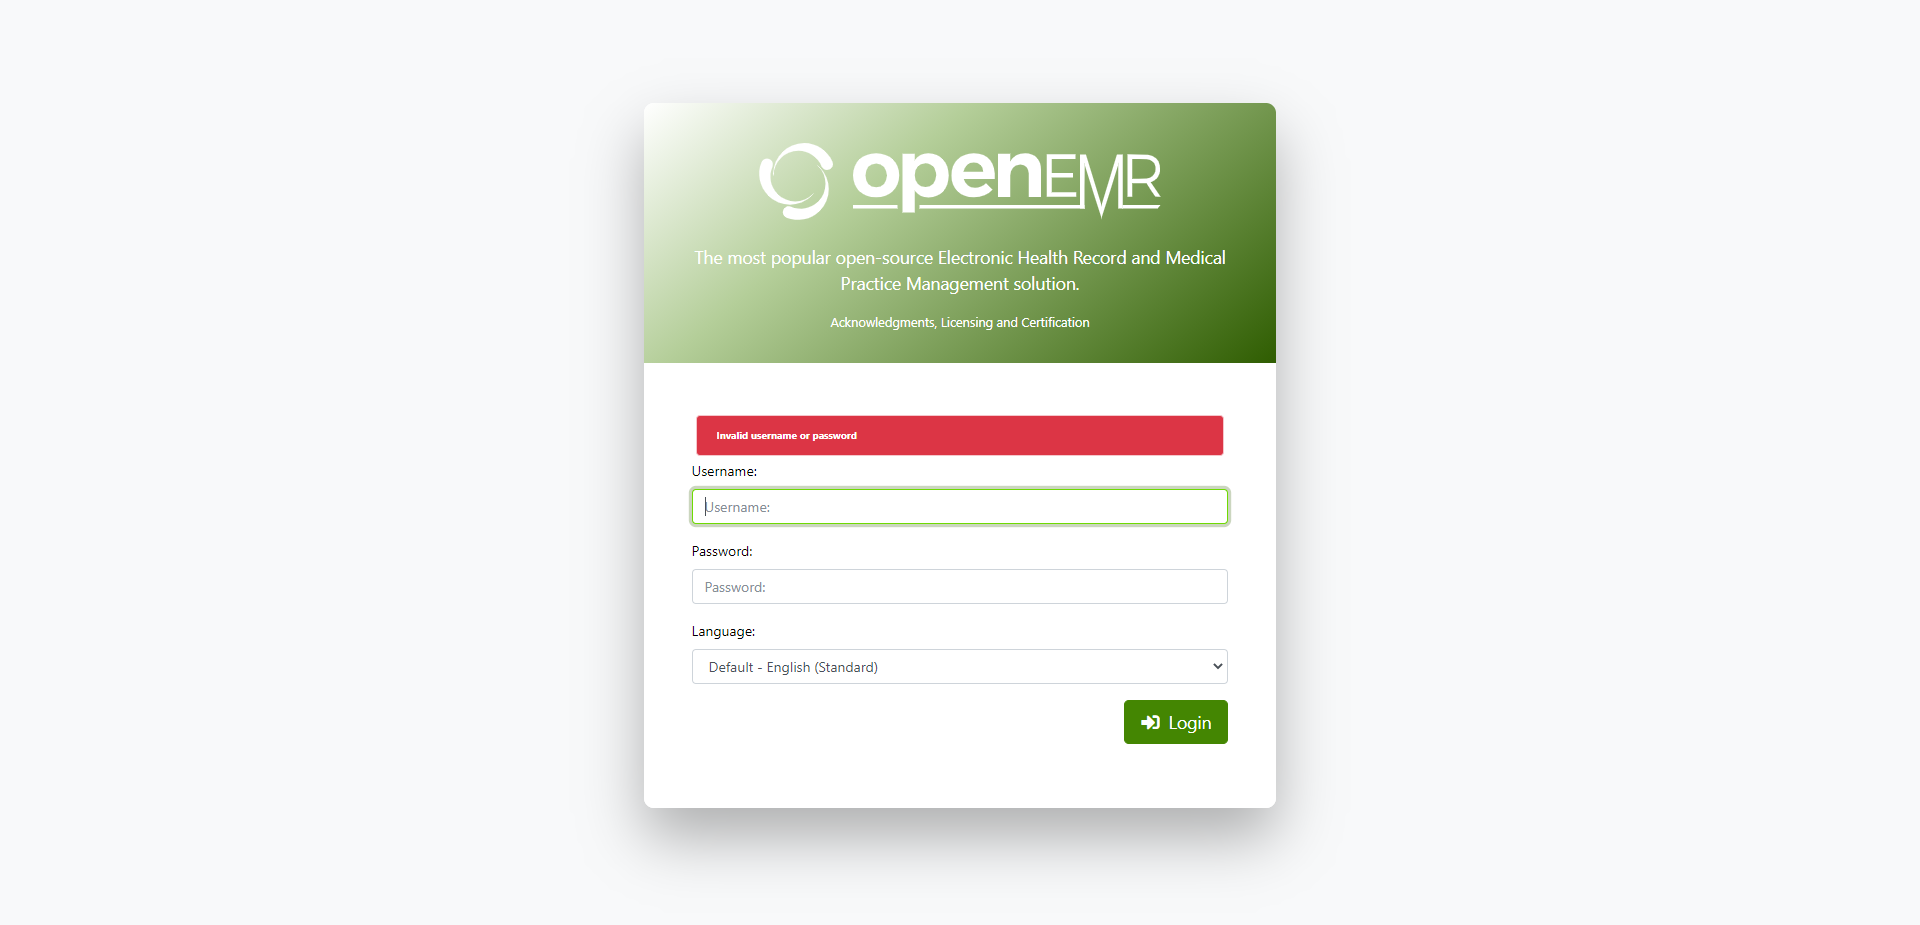 openEMR
The most popular open-source Electronic Health Record and Medical
Practice Management solution.
Acknowledgments, Licensing and Certification
Invalid username or password
Username:
Username:
Password:
Password:
Language:
Default - English (Standard)
Login